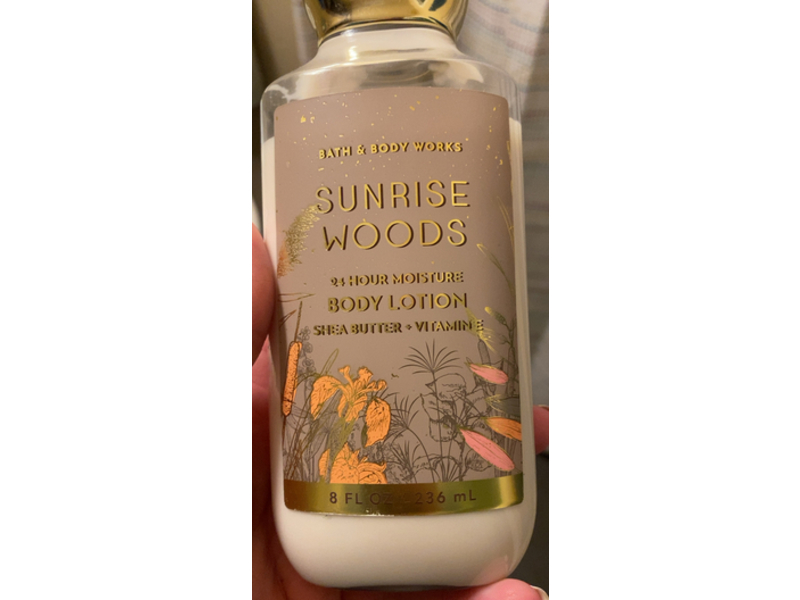 BATH & BODY WORKS
SUNRISE
WOODS
24-HOUR MOISTURE
BODY LOTION
SHEA BUTTER + VITAMIN E
8 FL OZ / 236 mL